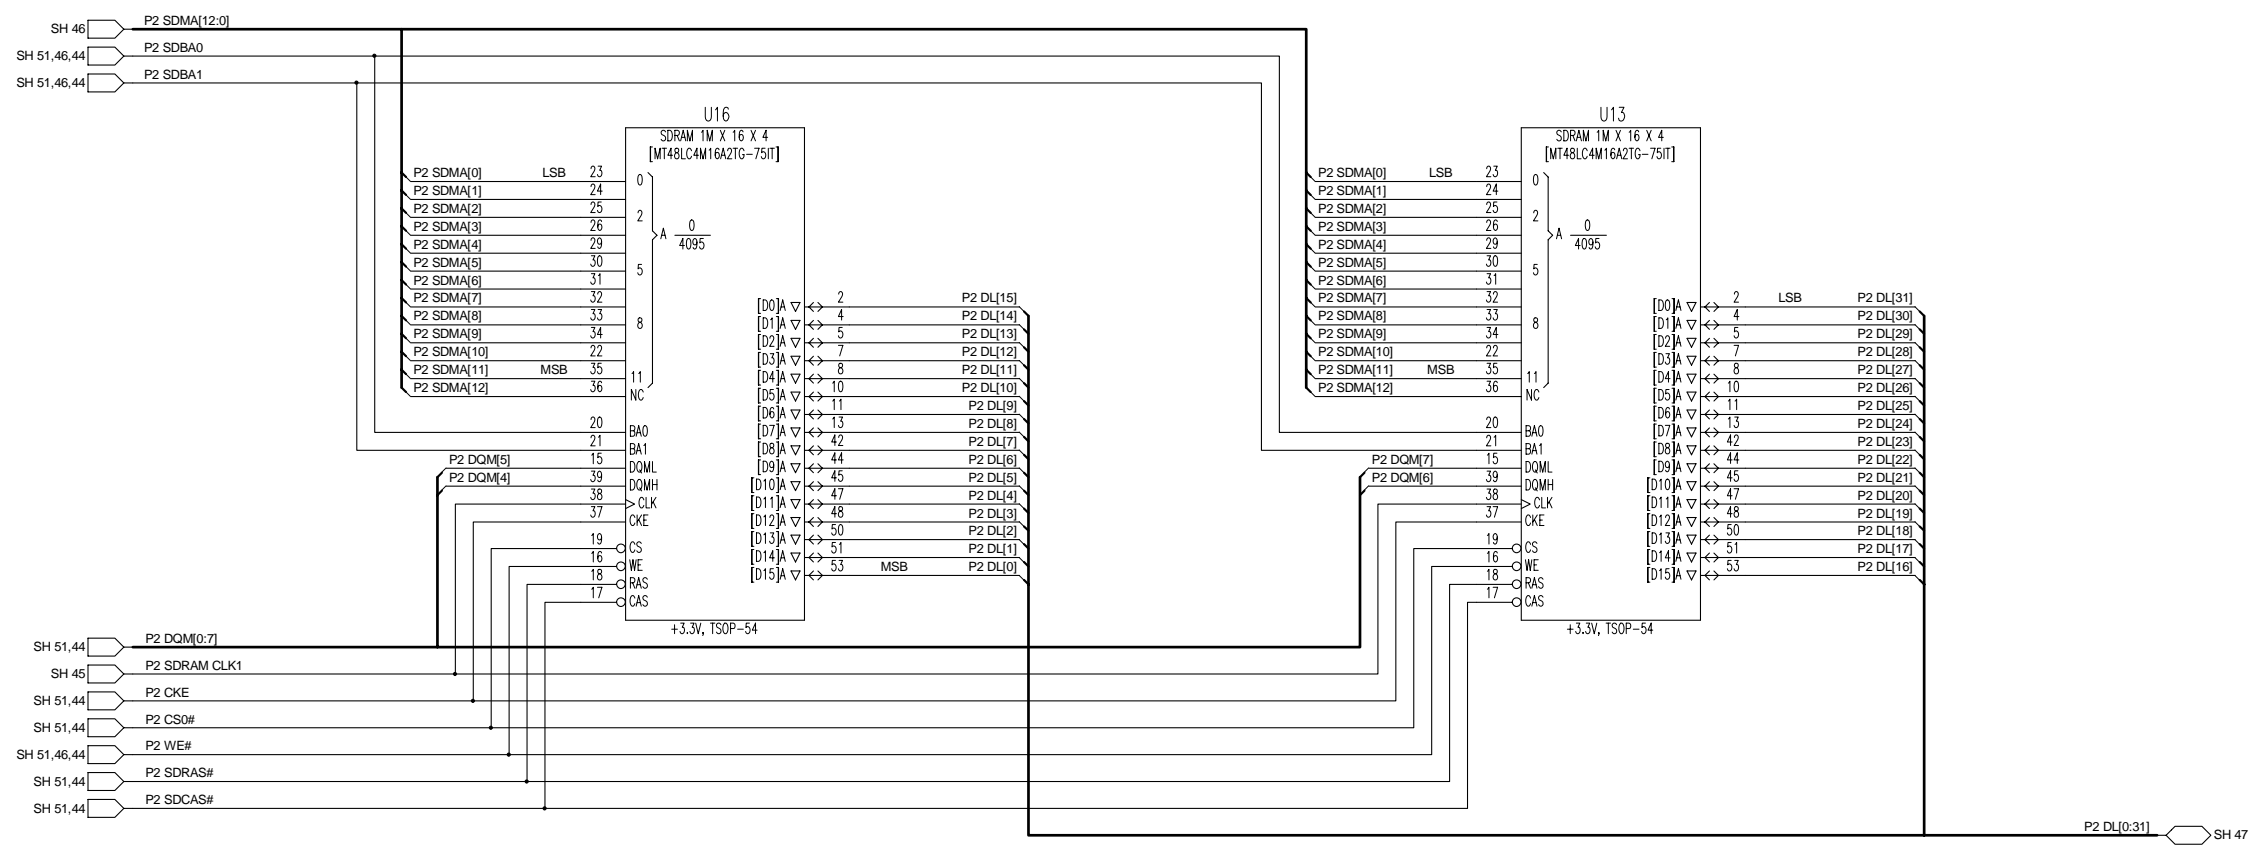 SH 46 P2 SDMA[12:0]
SH 51,46,44 P2 SDBA0
SH 51,46,44 P2 SDBA1
U16
SDRAM 1M X 16 X 4
[MT48LC4M16A2TG-75IT]
P2 SDMA[0] LSB 23 0
P2 SDMA[1] 24
P2 SDMA[2] 25 2
P2 SDMA[3] 26
A 0
4095
P2 SDMA[4] 29
P2 SDMA[5] 30 5
P2 SDMA[6] 31
P2 SDMA[7] 32
P2 SDMA[8] 33 8
P2 SDMA[9] 34
P2 SDMA[10] 22
P2 SDMA[11] MSB 35 11
P2 SDMA[12] 36 NC
20 BA0
21 BA1
P2 DQM[5] 15 DQML
P2 DQM[4] 39 DQMH
38 CLK
37 CKE
19 CS
16 WE
18 RAS
17 CAS
[D0]A 2 P2 DL[15]
[D1]A 4 P2 DL[14]
[D2]A 5 P2 DL[13]
[D3]A 7 P2 DL[12]
[D4]A 8 P2 DL[11]
[D5]A 10 P2 DL[10]
[D6]A 11 P2 DL[9]
[D7]A 13 P2 DL[8]
[D8]A 42 P2 DL[7]
[D9]A 44 P2 DL[6]
[D10]A 45 P2 DL[5]
[D11]A 47 P2 DL[4]
[D12]A 48 P2 DL[3]
[D13]A 50 P2 DL[2]
[D14]A 51 P2 DL[1]
[D15]A 53 MSB P2 DL[0]
+3.3V, TSOP-54
U13
SDRAM 1M X 16 X 4
[MT48LC4M16A2TG-75IT]
P2 SDMA[0] LSB 23 0
P2 SDMA[1] 24
P2 SDMA[2] 25 2
P2 SDMA[3] 26
A 0
4095
P2 SDMA[4] 29
P2 SDMA[5] 30 5
P2 SDMA[6] 31
P2 SDMA[7] 32
P2 SDMA[8] 33 8
P2 SDMA[9] 34
P2 SDMA[10] 22
P2 SDMA[11] MSB 35 11
P2 SDMA[12] 36 NC
20 BA0
21 BA1
P2 DQM[7] 15 DQML
P2 DQM[6] 39 DQMH
38 CLK
37 CKE
19 CS
16 WE
18 RAS
17 CAS
[D0]A 2 LSB P2 DL[31]
[D1]A 4 P2 DL[30]
[D2]A 5 P2 DL[29]
[D3]A 7 P2 DL[28]
[D4]A 8 P2 DL[27]
[D5]A 10 P2 DL[26]
[D6]A 11 P2 DL[25]
[D7]A 13 P2 DL[24]
[D8]A 42 P2 DL[23]
[D9]A 44 P2 DL[22]
[D10]A 45 P2 DL[21]
[D11]A 47 P2 DL[20]
[D12]A 48 P2 DL[19]
[D13]A 50 P2 DL[18]
[D14]A 51 P2 DL[17]
[D15]A 53 P2 DL[16]
+3.3V, TSOP-54
SH 51,44 P2 DQM[0:7]
SH 45 P2 SDRAM CLK1
SH 51,44 P2 CKE
SH 51,44 P2 CS0#
SH 51,46,44 P2 WE#
SH 51,44 P2 SDRAS#
SH 51,44 P2 SDCAS#
P2 DL[0:31] SH 47